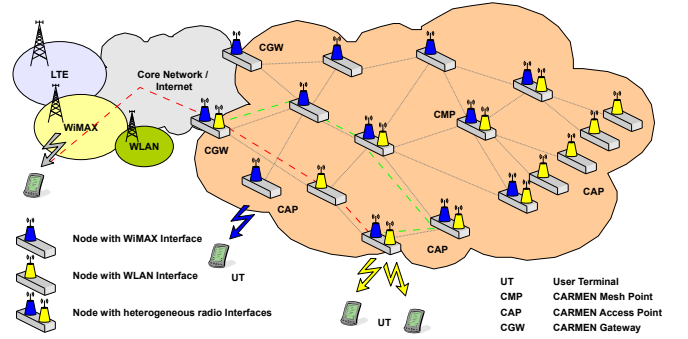 CGW
LTE
Core Network /
Internet
WiMAX
CMP
WLAN
CGW
CAP
CAP
CAP
Node with WiMAX Interface
UT
Node with WLAN Interface
UT User Terminal
CMP CARMEN Mesh Point
Node with heterogeneous radio Interfaces
UT
CAP CARMEN Access Point
CGW CARMEN Gateway